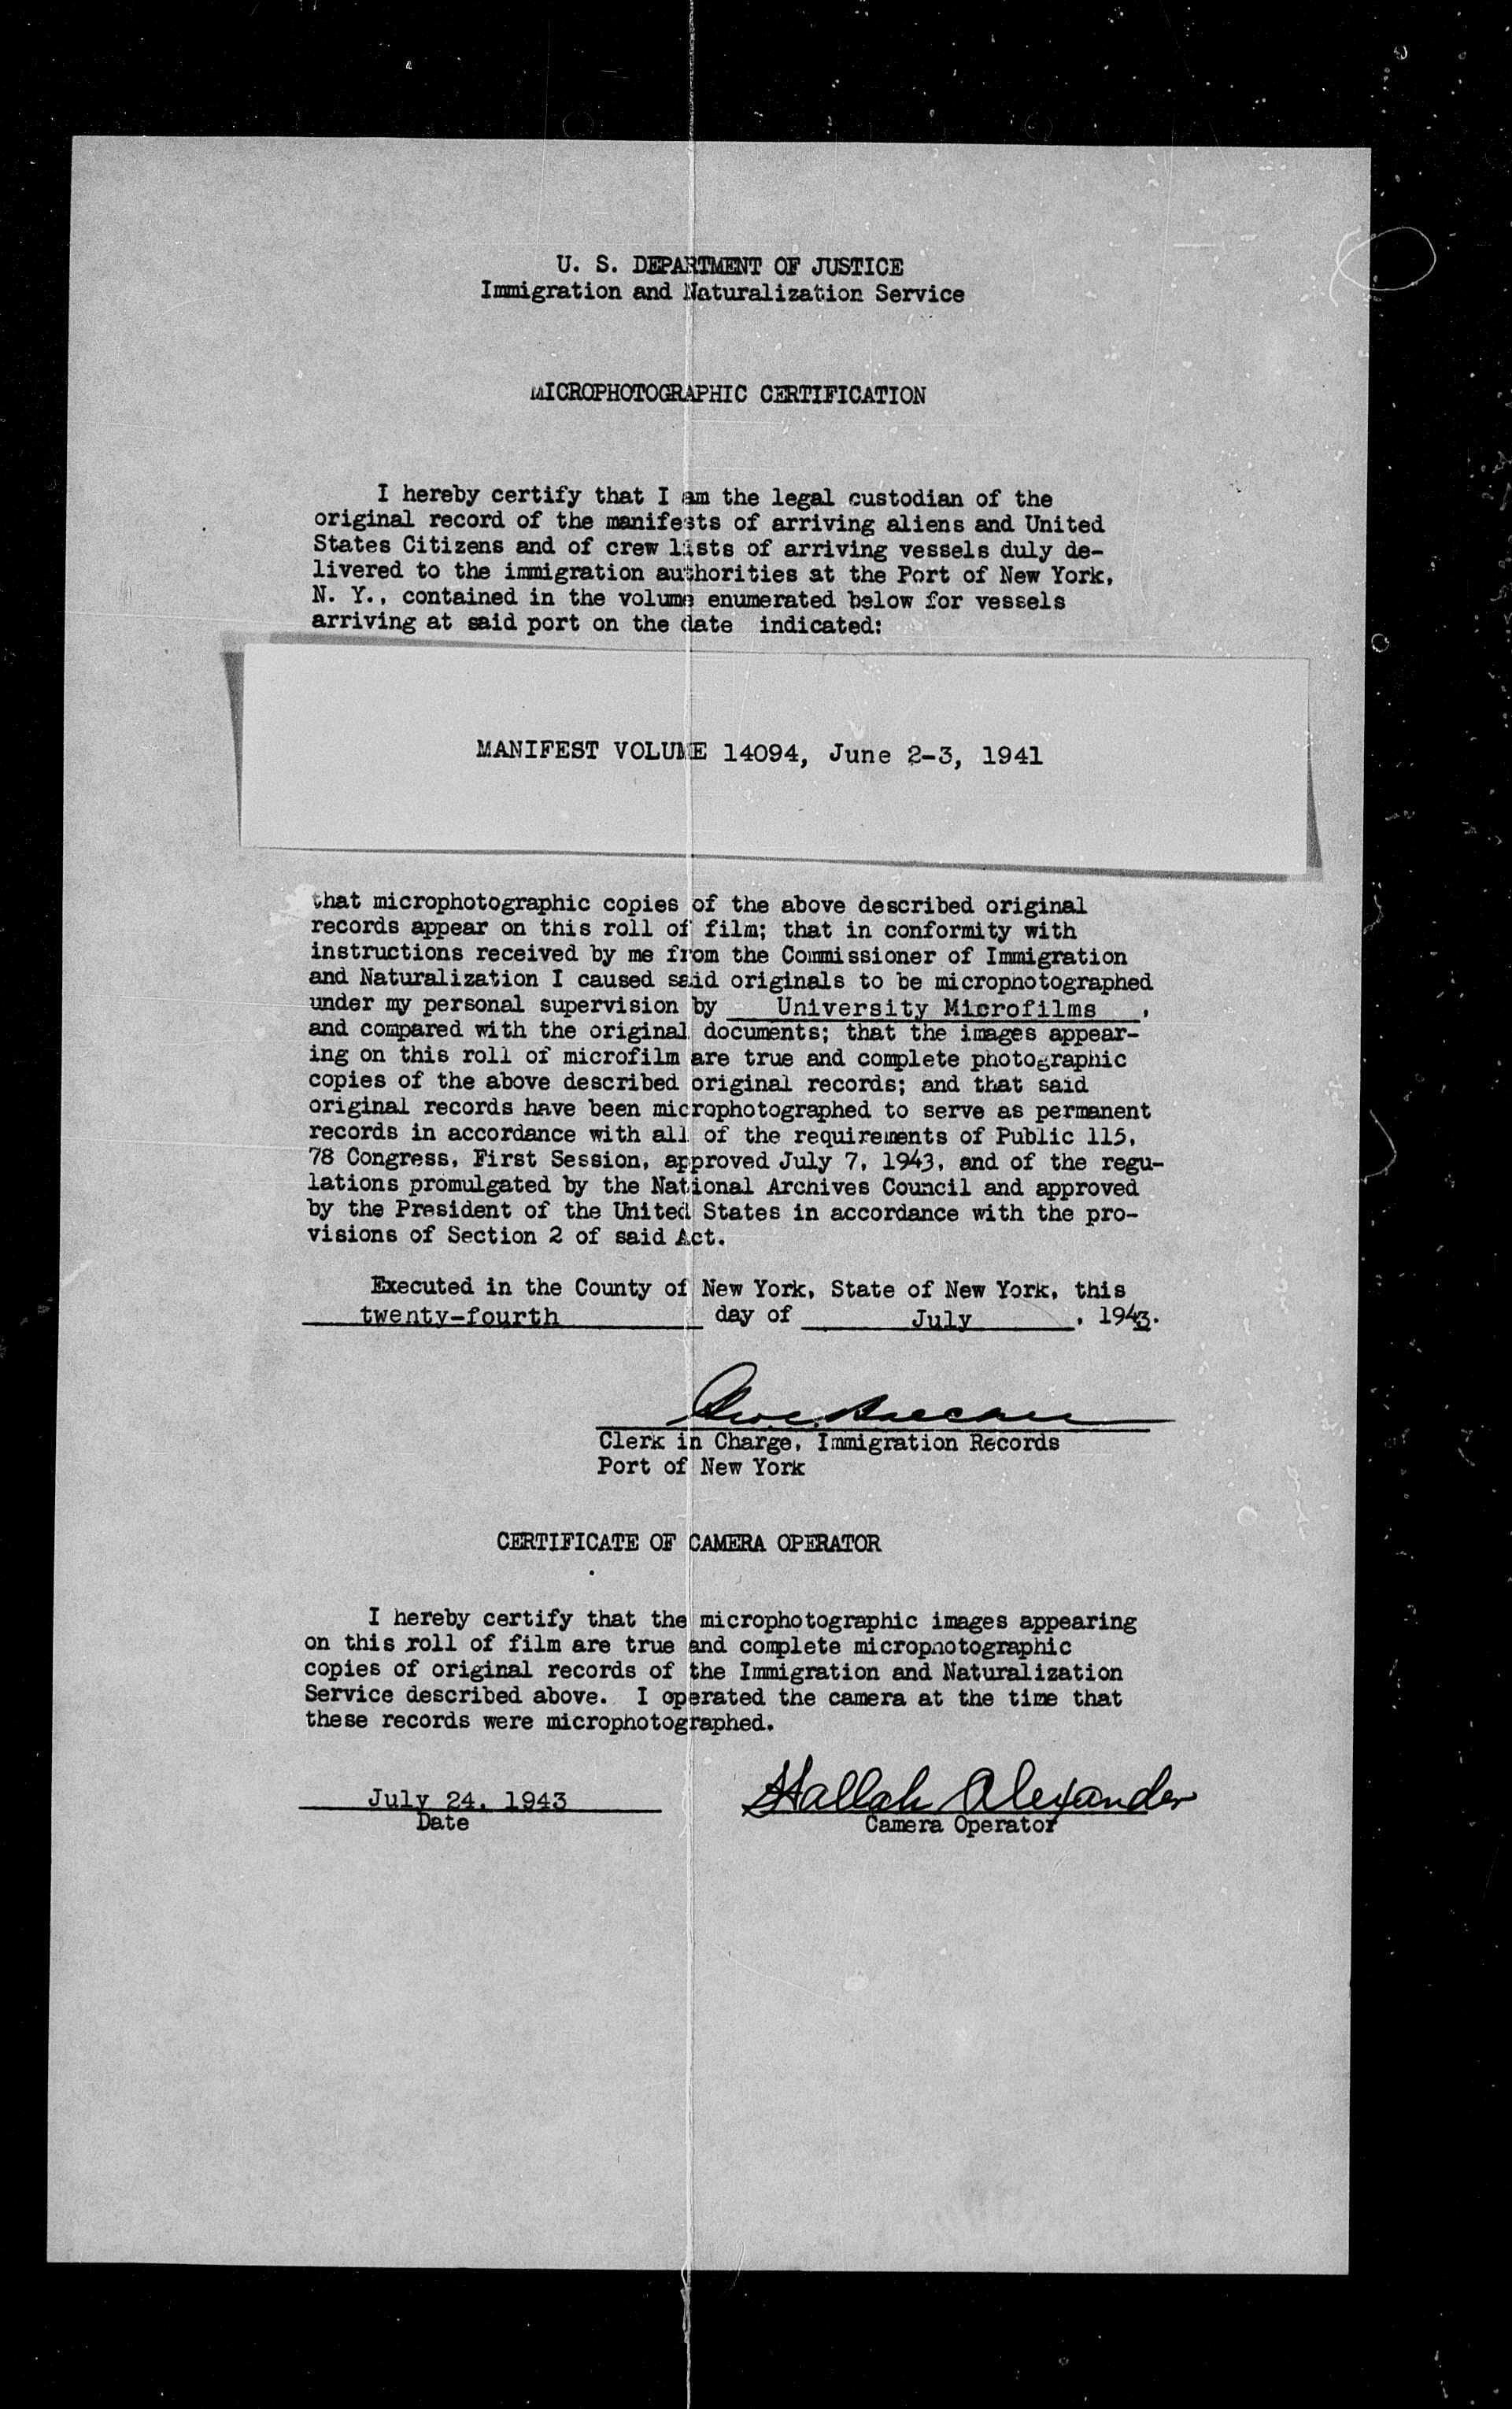 U. S. DEPARTMENT OF JUSTICE
Immigration and Naturalization Service
MICROPHOTOGRAPHIC CERTIFICATION
I hereby certify that I am the legal custodian of the
original record of the manifests of arriving aliens and United
States Citizens and of crew lists of arriving vessels duly de-
livered to the immigration authorities at the Port of New York,
N. Y., contained in the volume enumerated below for vessels
arriving at said port on the date indicated:
MANIFEST VOLUME 14094, June 2-3, 1941
that microphotographic copies of the above described original
records appear on this roll of film; that in conformity with
instructions received by me from the Commissioner of Immigration
and Naturalization I caused said originals to be microphotographed
under my personal supervision by University Microfilms,
and compared with the original documents; that the images appear-
ing on this roll of microfilm are true and complete photographic
copies of the above described original records; and that said
original records have been microphotographed to serve as permanent
records in accordance with all of the requirements of Public 115,
78 Congress, First Session, approved July 7, 1943, and of the regu-
lations promulgated by the National Archives Council and approved
by the President of the United States in accordance with the pro-
visions of Section 2 of said Act.
Executed in the County of New York, State of New York, this
twenty-fourth day of July, 1943.
Clerk in Charge, Immigration Records
Port of New York
CERTIFICATE OF CAMERA OPERATOR
I hereby certify that the microphotographic images appearing
on this roll of film are true and complete microphotographic
copies of original records of the Immigration and Naturalization
Service described above. I operated the camera at the time that
these records were microphotographed.
July 24, 1943 Hallah Alexander
Date Camera Operator